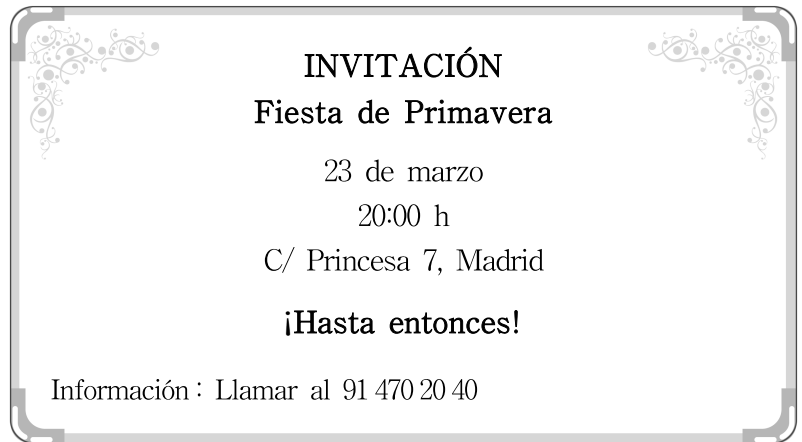 INVITACIÓN
Fiesta de Primavera
23 de marzo
20:00 h
C/ Princesa 7, Madrid
¡Hasta entonces!
Información : Llamar al 91 470 20 40